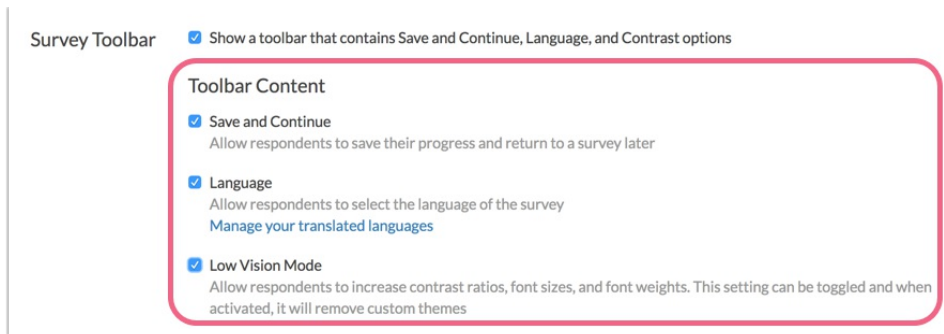 Survey Toolbar
Show a toolbar that contains Save and Continue, Language, and Contrast options
Toolbar Content
Save and Continue
Allow respondents to save their progress and return to a survey later
Language
Allow respondents to select the language of the survey
Manage your translated languages
Low Vision Mode
Allow respondents to increase contrast ratios, font sizes, and font weights. This setting can be toggled and when
activated, it will remove custom themes